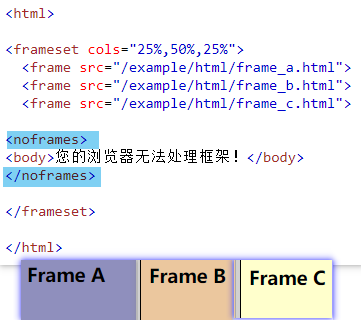 <html>
<frameset cols="25%,50%,25%">
<frame src="/example/html/frame_a.html">
<frame src="/example/html/frame_b.html">
<frame src="/example/html/frame_c.html">
<noframes>
<body>您的浏览器无法处理框架！</body>
</noframes>
</frameset>
</html>
Frame A Frame B Frame C